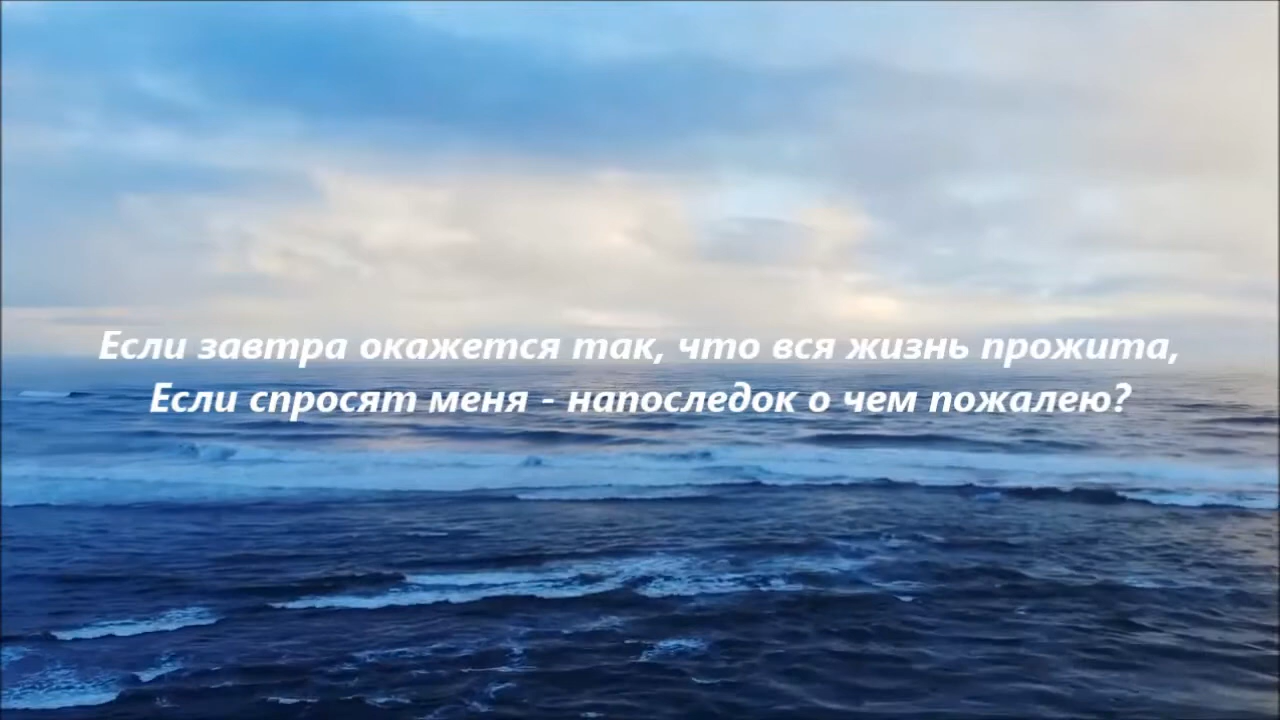 Если завтра окажется так, что вся жизнь прожита,
Если спросят меня - напоследок о чем пожалею?